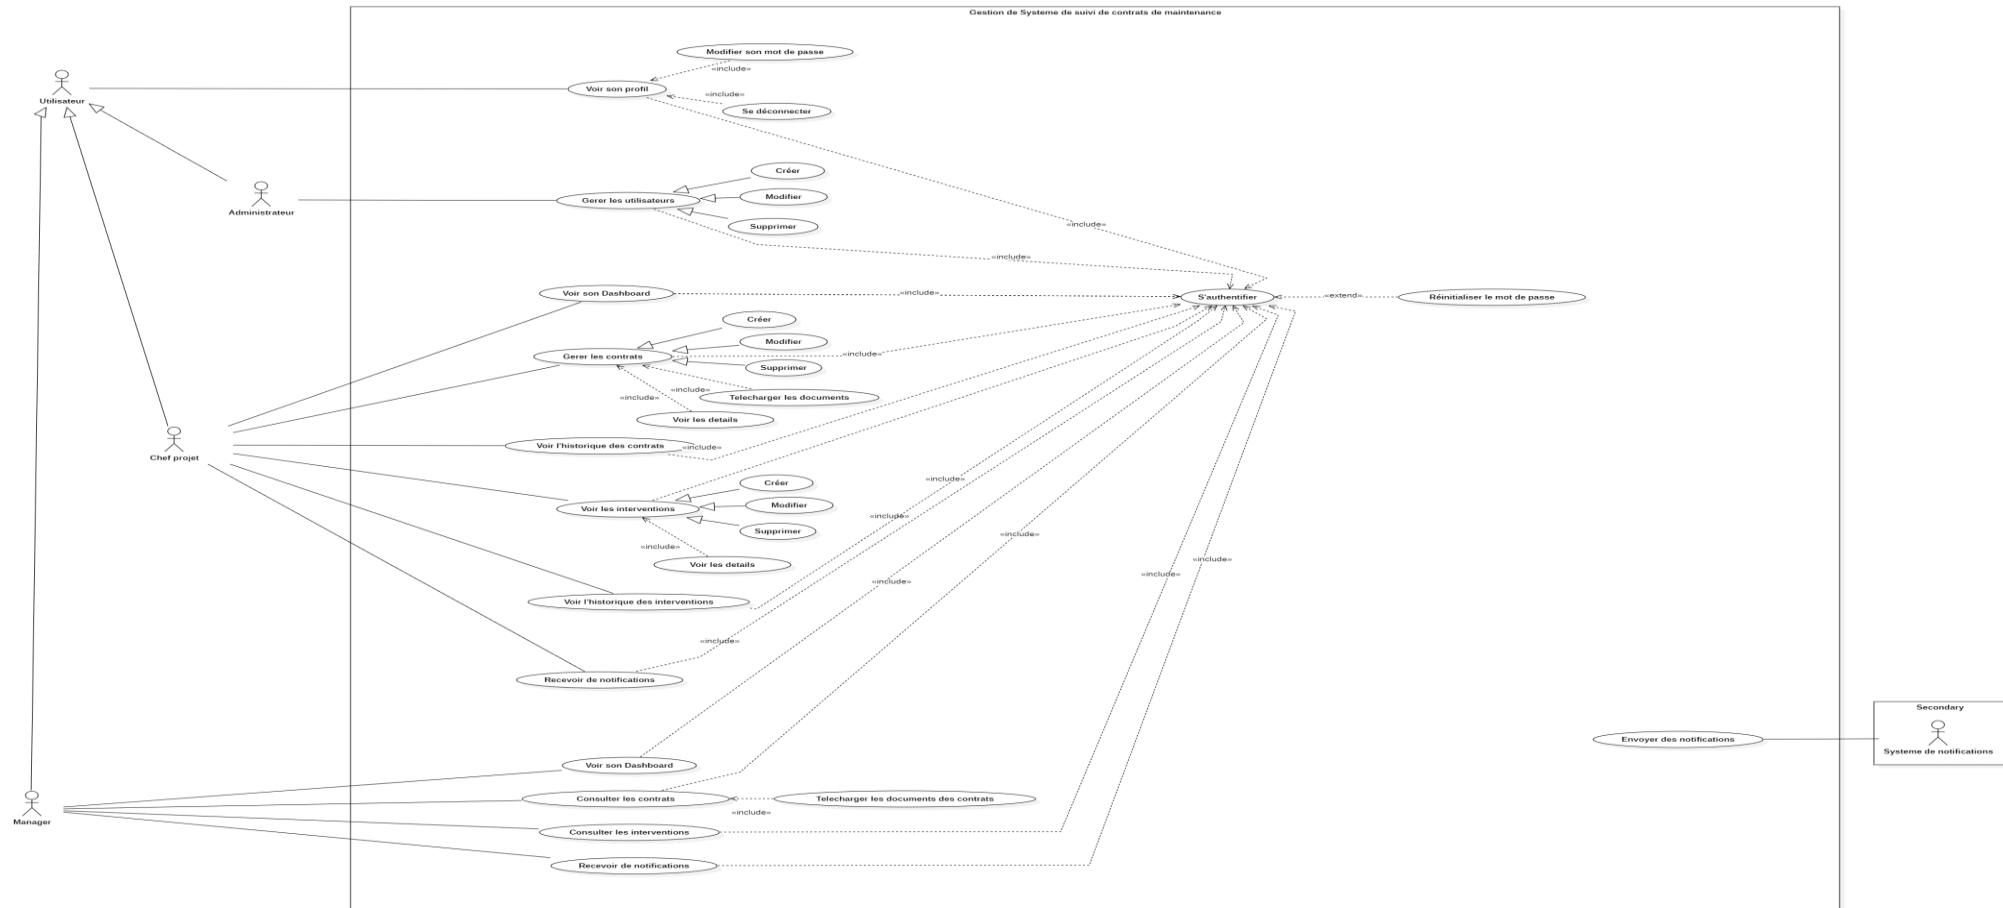 Gestion de Systeme de suivi de contrats de maintenance
Modifier son mot de passe
«include»
Utilisateur
Voir son profil
«include»
Se déconnecter
Créer
Administrateur
Gerer les utilisateurs
Modifier
Supprimer
«include»
«include»
Voir son Dashboard
«include»
S'authentifier
«extend»
Réinitialiser le mot de passe
Créer
Modifier
Gerer les contrats
«include»
Supprimer
«include»
«include»
Telecharger les documents
Voir les details
Chef projet
Voir l'historique des contrats
«include»
Créer
«include»
Voir les interventions
Modifier
«include»
Supprimer
«include»
«include»
Voir les details
«include»
«include»
«include»
Voir l'historique des interventions
«include»
Recevoir de notifications
Secondary
Envoyer des notifications
Systeme de notifications
Voir son Dashboard
Manager
Consulter les contrats
Telecharger les documents des contrats
«include»
Consulter les interventions
Recevoir de notifications